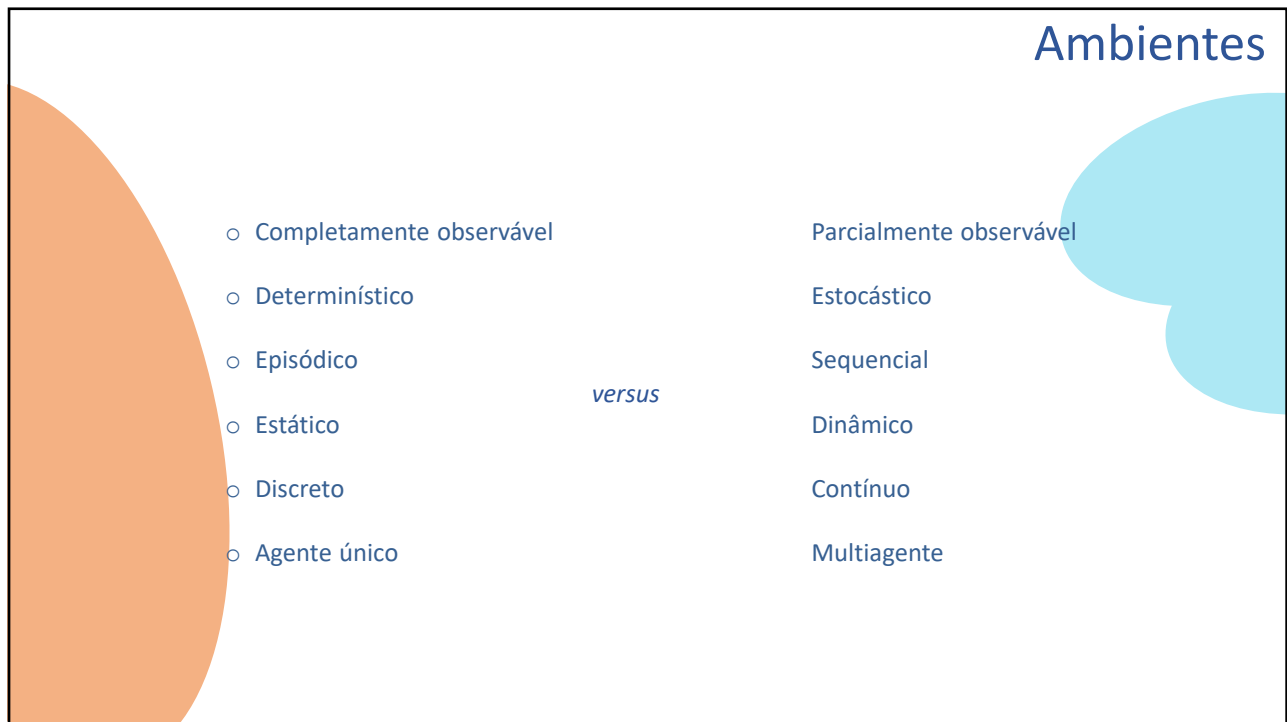 Ambientes
o Completamente observável Parcialmente observável
o Determinístico Estocástico
o Episódico Sequencial
versus
o Estático Dinâmico
o Discreto Contínuo
o Agente único Multiagente